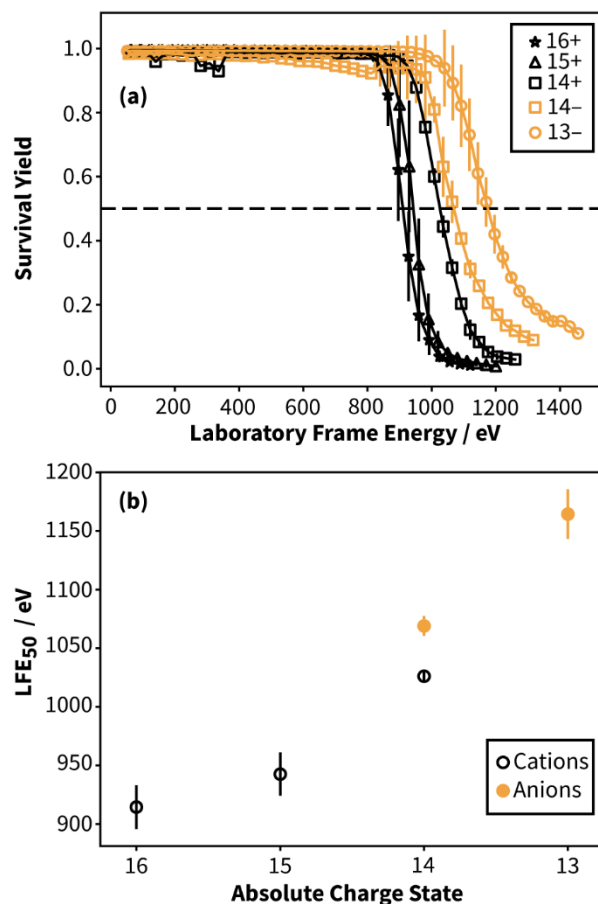 (a)
16+
15+
14+
14−
13−
Survival Yield
1.0
0.8
0.6
0.4
0.2
0.0
0 200 400 600 800 1000 1200 1400
Laboratory Frame Energy / eV
(b)
LFE50 / eV
1200
1150
1100
1050
1000
950
900
Cations
Anions
16 15 14 13
Absolute Charge State